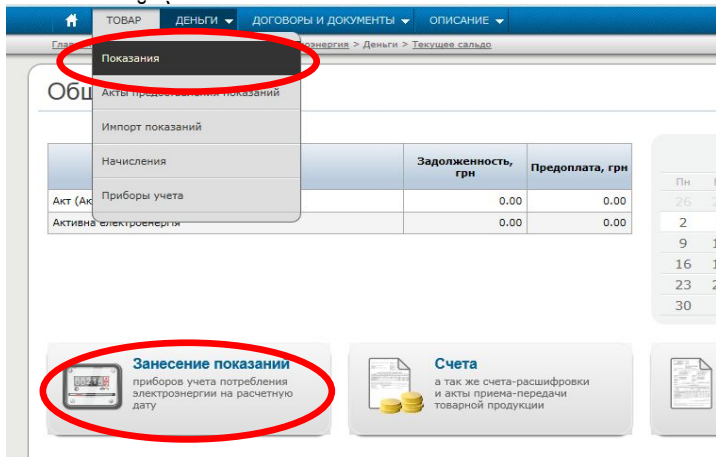 ТОВАР ДЕНЬГИ ДОГОВОРЫ И ДОКУМЕНТЫ ОПИСАНИЕ
> Деньги > Текущее сальдо
Показания
Общ
Акты предоставления показаний
Импорт показаний
Начисления
Приборы учета
Задолженность, грн
Предоплата, грн
Акт (Ак 0.00 0.00
Активна електроенергія 0.00 0.00
Пн
26
2
9
16
23
30
Занесение показаний
приборов учета потребления
электроэнергии на расчетную
дату
Счета
а так же счета-расшифровки
и акты приема-передачи
товарной продукции